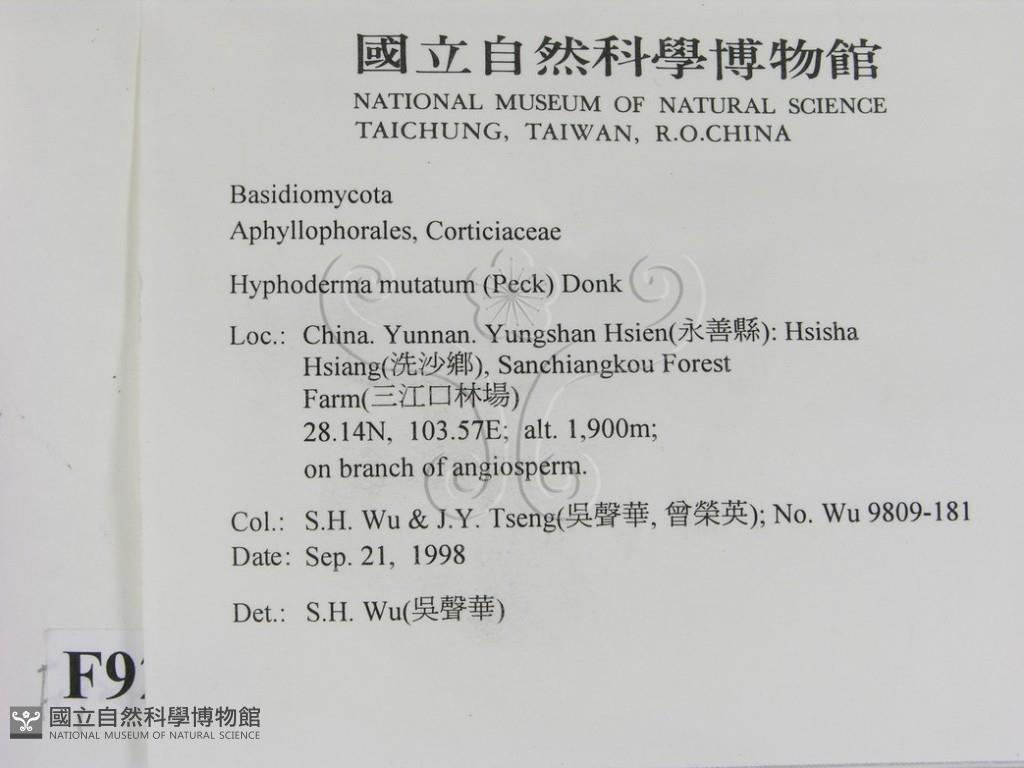 國立自然科學博物館
NATIONAL MUSEUM OF NATURAL SCIENCE
TAICHUNG, TAIWAN, R.O.CHINA
Basidiomycota
Aphyllophorales, Corticiaceae
Hyphoderma mutatum (Peck) Donk
Loc.: China. Yunnan. Yungshan Hsien(永善縣): Hsisha
Hsiang(洗沙鄉), Sanchiangkou Forest
Farm(三江口林場)
28.14N, 103.57E; alt. 1,900m;
on branch of angiosperm.
Col.: S.H. Wu & J.Y. Tseng(吳聲華, 曾榮英); No. Wu 9809-181
Date: Sep. 21, 1998
Det.: S.H. Wu(吳聲華)
F9
國立自然科學博物館
NATIONAL MUSEUM OF NATURAL SCIENCE